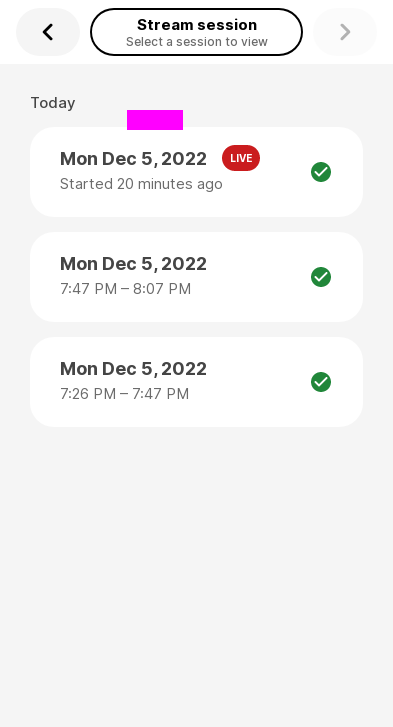 Stream session
Select a session to view
Today
Mon Dec 5, 2022 LIVE
Started 20 minutes ago
Mon Dec 5, 2022
7:47 PM – 8:07 PM
Mon Dec 5, 2022
7:26 PM – 7:47 PM